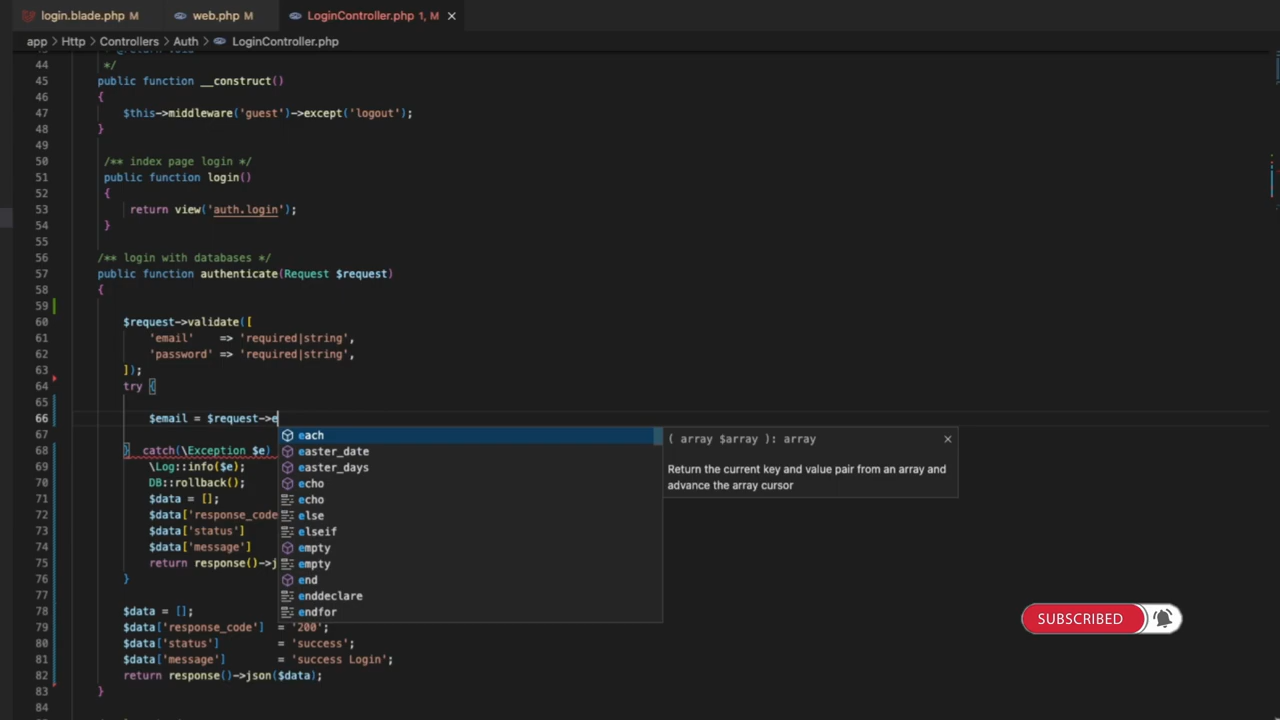 login.blade.php M
web.php M
LoginController.php 1, M
app > Http > Controllers > Auth > LoginController.php
44 */
45 public function __construct()
46 {
47 $this->middleware('guest')->except('logout');
48 }
49
50 /** index page login */
51 public function login()
52 {
53 return view('auth.login');
54 }
55
56 /** login with databases */
57 public function authenticate(Request $request)
58 {
59
60 $request->validate([
61 'email' => 'required|string',
62 'password' => 'required|string',
63 ]);
64 try {
65
66 $email = $request->e
67
68 } catch(\Exception $e)
69 \Log::info($e);
70 DB::rollback();
71 $data = [];
72 $data['response_code
73 $data['status']
74 $data['message']
75 return response()->j
76 }
77
78 $data = [];
79 $data['response_code'] = '200';
80 $data['status'] = 'success';
81 $data['message'] = 'success Login';
82 return response()->json($data);
83 }
84
each
easter_date
easter_days
echo
echo
else
elseif
empty
empty
end
enddeclare
endfor
( array $array ): array
Return the current key and value pair from an array and
advance the array cursor
SUBSCRIBED